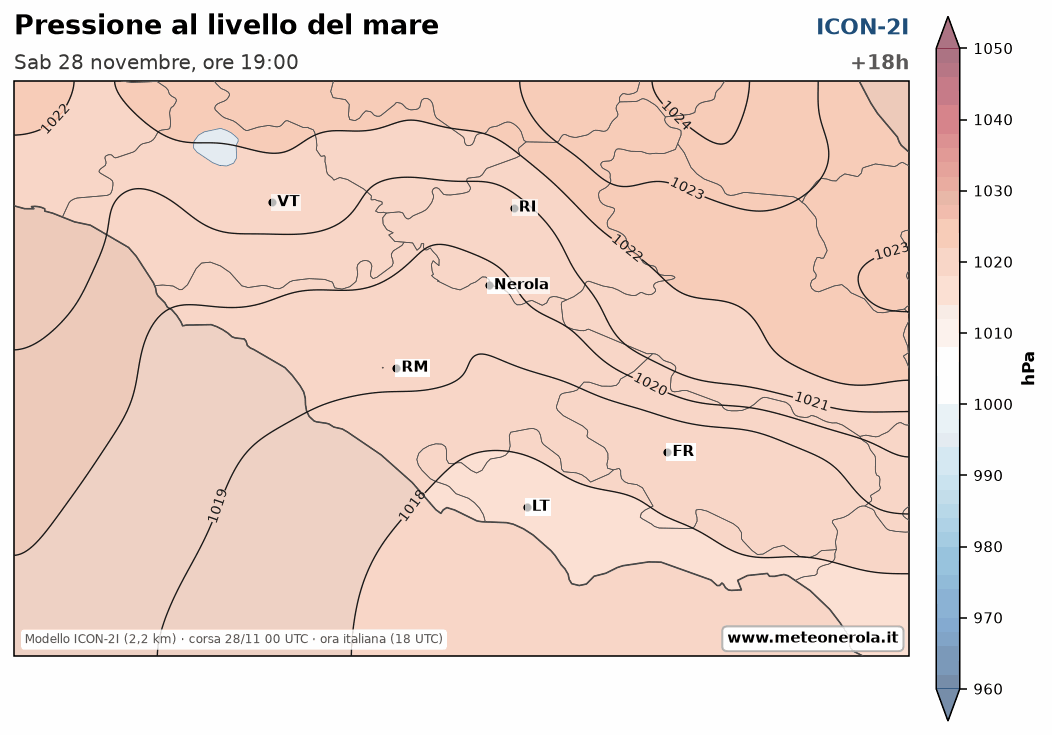 Pressione al livello del mare
ICON-2I
Sab 28 novembre, ore 19:00
+18h
1022
1024
1023
VT
RI
1022
1023
Nerola
RM
1020
1021
FR
1019
1018
LT
Modello ICON-2I (2,2 km) · corsa 28/11 00 UTC · ora italiana (18 UTC)
www.meteonerola.it
1050
1040
1030
1020
1010
1000
990
980
970
960
hPa